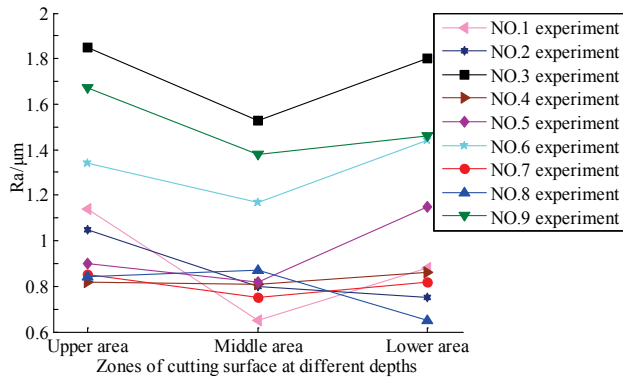 2
1.8
1.6
1.4
1.2
1
0.8
0.6
Ra/μm
Upper area
Middle area
Lower area
Zones of cutting surface at different depths
NO.1 experiment
NO.2 experiment
NO.3 experiment
NO.4 experiment
NO.5 experiment
NO.6 experiment
NO.7 experiment
NO.8 experiment
NO.9 experiment